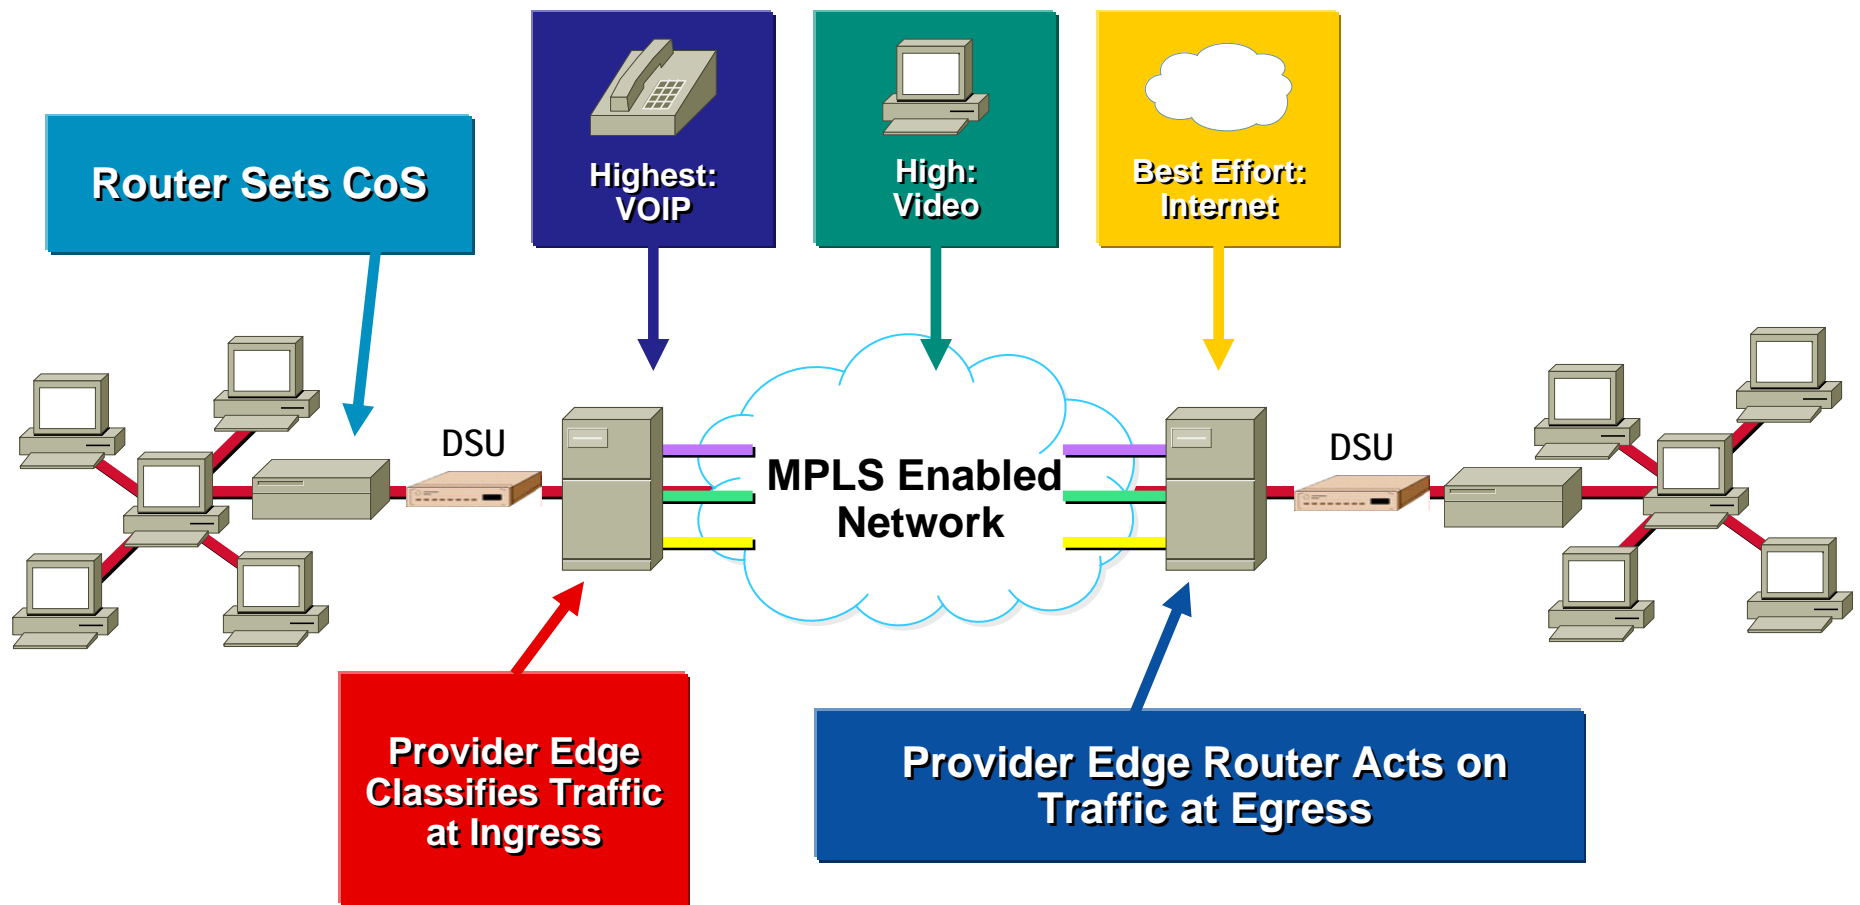 Router Sets CoS
Highest:
VOIP
High:
Video
Best Effort:
Internet
DSU
MPLS Enabled
Network
DSU
Provider Edge
Classifies Traffic
at Ingress
Provider Edge Router Acts on
Traffic at Egress